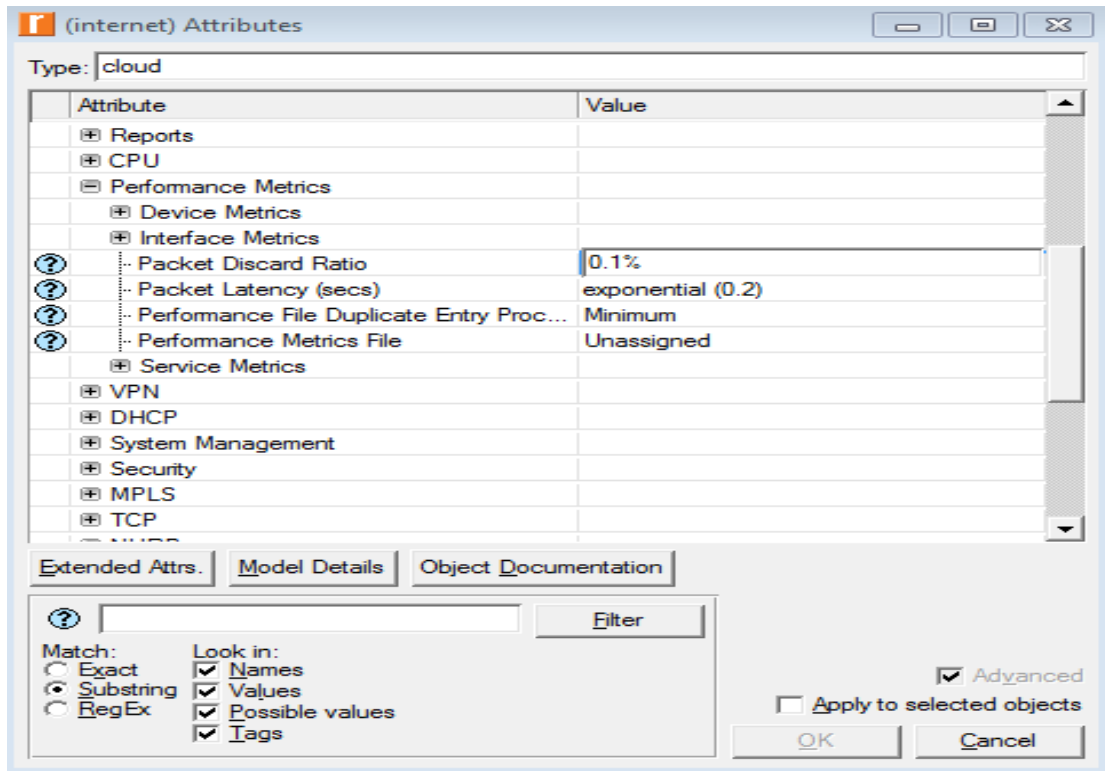 (internet) Attributes
Type: cloud
Attribute Value
Reports
CPU
Performance Metrics
Device Metrics
Interface Metrics
Packet Discard Ratio 0.1%
Packet Latency (secs) exponential (0.2)
Performance File Duplicate Entry Proc... Minimum
Performance Metrics File Unassigned
Service Metrics
VPN
DHCP
System Management
Security
MPLS
TCP
Extended Attrs. Model Details Object Documentation
Filter
Match: Look in:
Exact Names
Substring Values
RegEx Possible values
Tags
Advanced
Apply to selected objects
OK Cancel